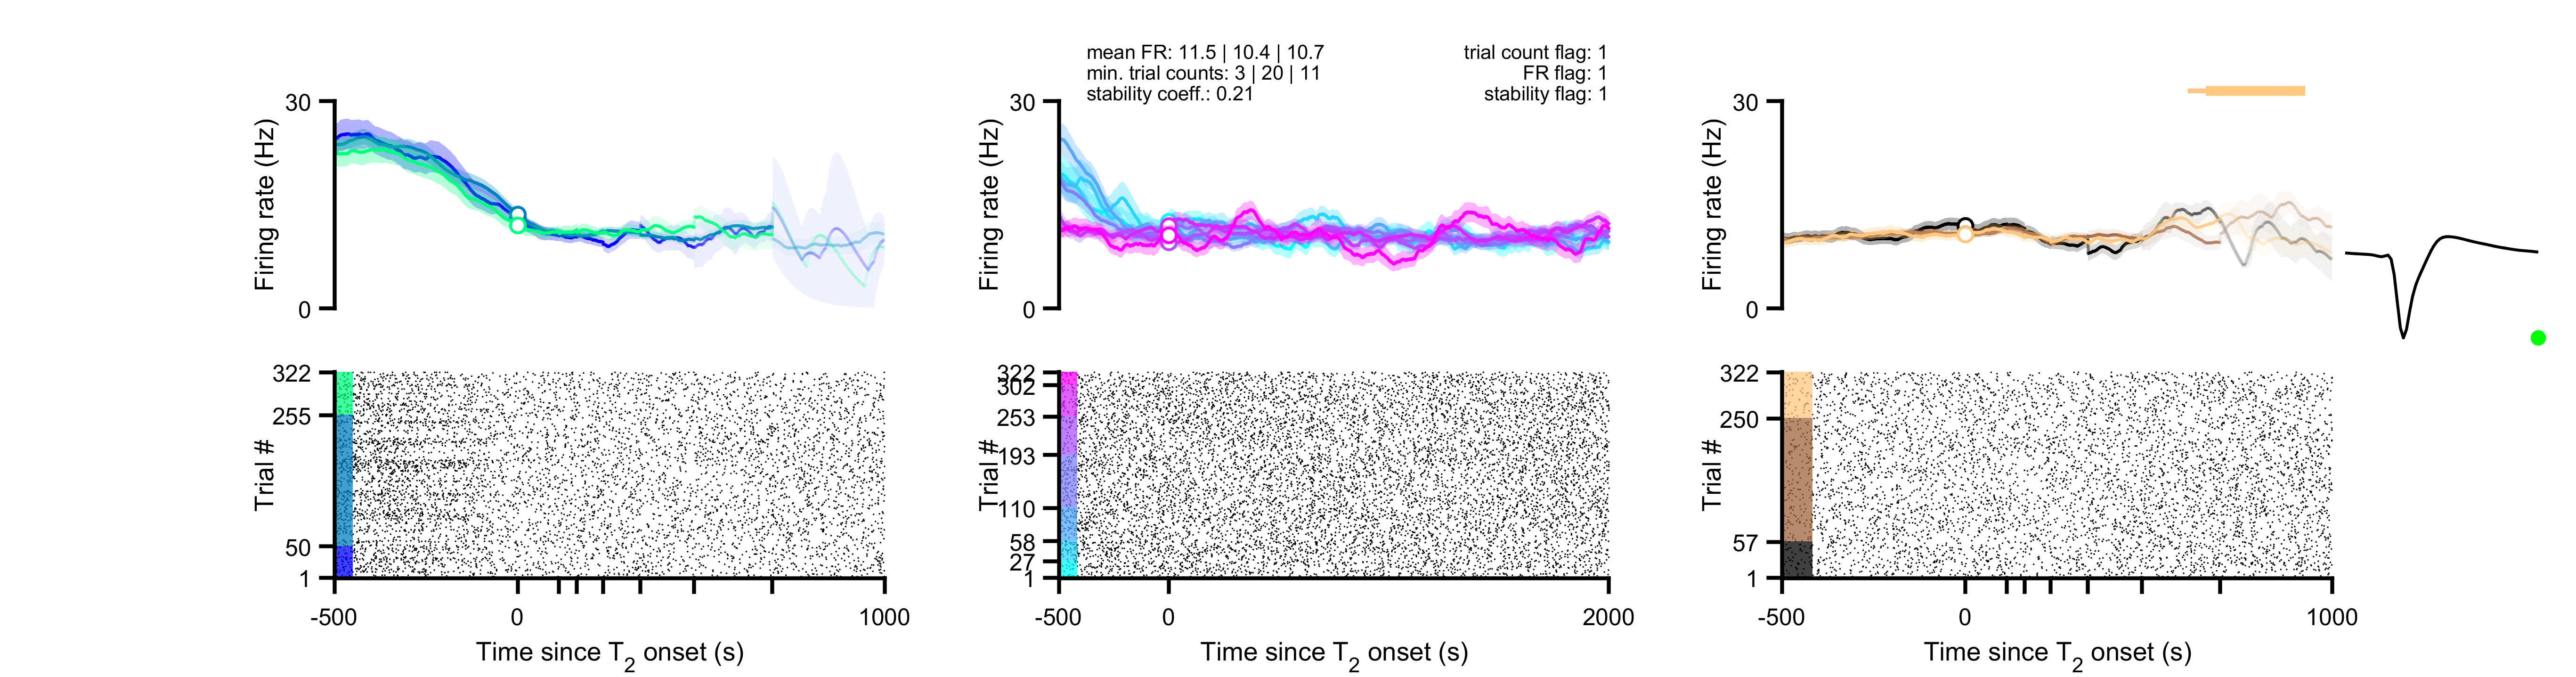 mean FR: 11.5 | 10.4 | 10.7
min. trial counts: 3 | 20 | 11
stability coeff.: 0.21
trial count flag: 1
FR flag: 1
stability flag: 1
30
Firing rate (Hz)
0
30
Firing rate (Hz)
0
30
Firing rate (Hz)
0
322
255
50
1
Trial #
-500
0
1000
Time since T2 onset (s)
322
302
253
193
110
58
27
1
Trial #
-500
0
2000
Time since T2 onset (s)
322
250
57
1
Trial #
-500
0
1000
Time since T2 onset (s)